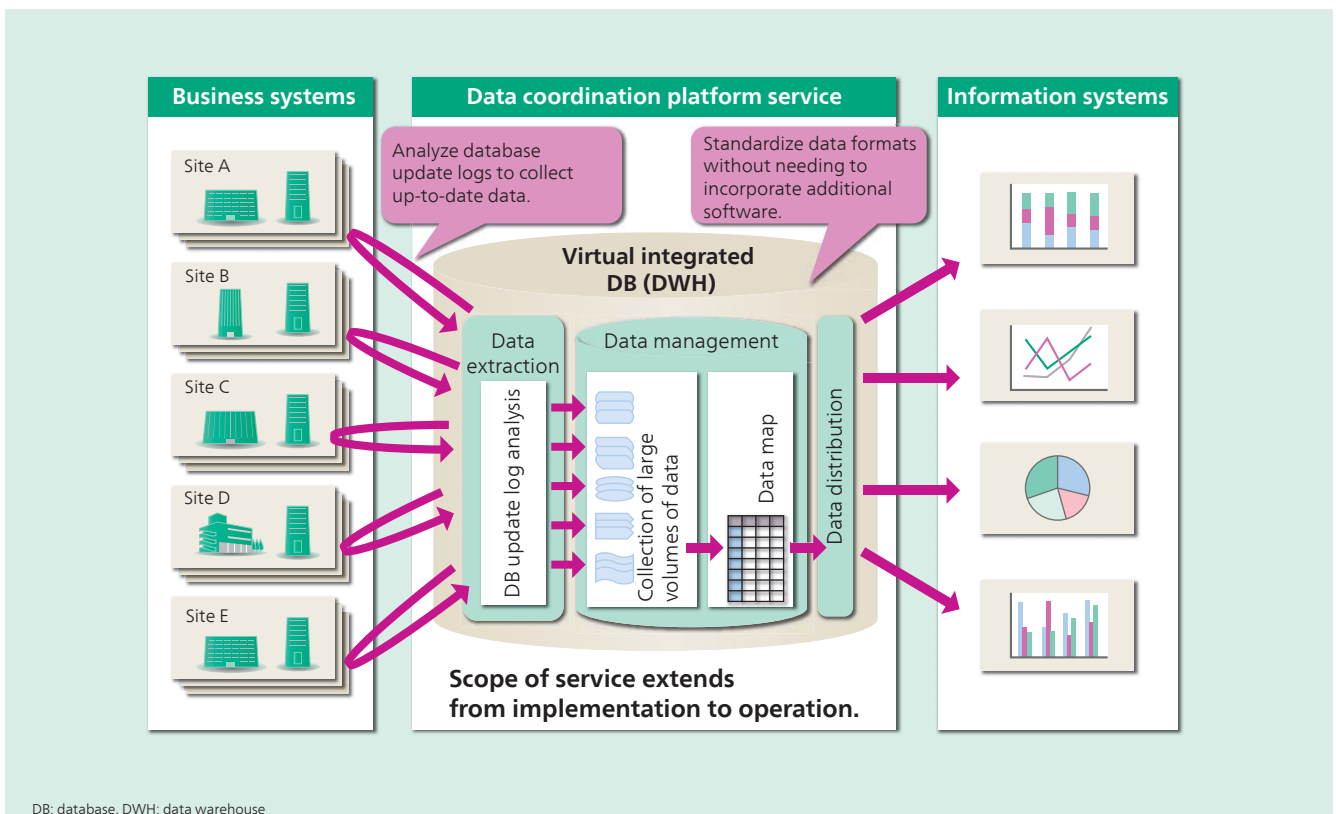 Business systems
Data coordination platform service
Information systems
Site A
Site B
Site C
Site D
Site E
Analyze database
update logs to collect
up-to-date data.
Standardize data formats
without needing to
incorporate additional
software.
Virtual integrated
DB (DWH)
Data
extraction
DB update log analysis
Data management
Collection of large
volumes of data
Data map
Data distribution
Scope of service extends
from implementation to operation.
DB: database, DWH: data warehouse